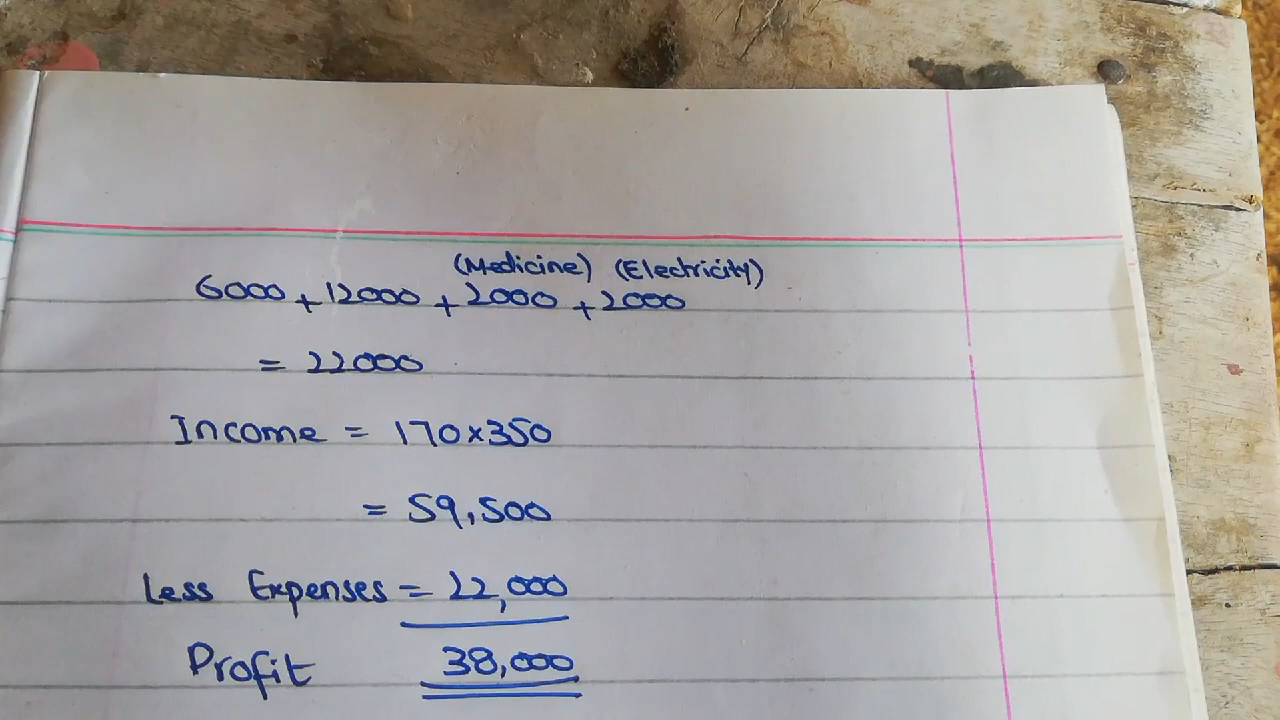 (Medicine) (Electricity)
6000 + 12000 + 2000 + 2000
= 22000
Income = 170x350
= 59,500
Less Expenses = 22,000
Profit 38,000